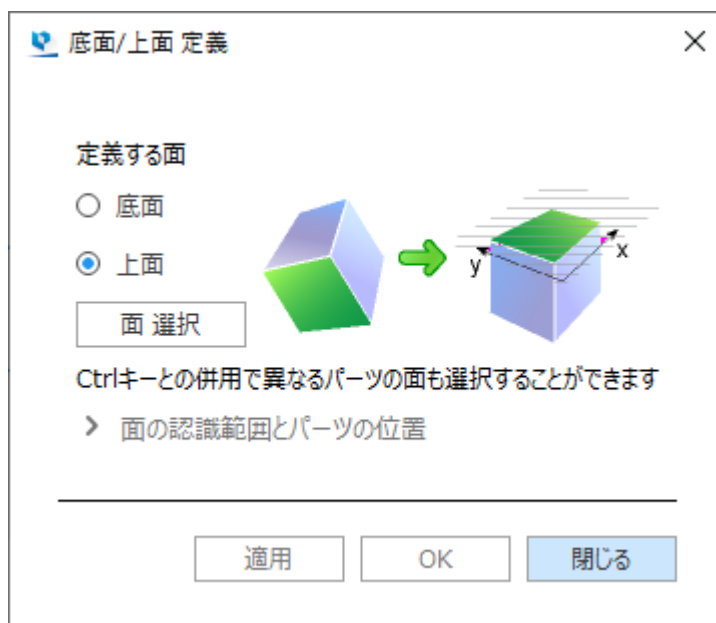 底面/上面 定義
定義する面
底面
上面
面 選択
y
x
Ctrlキーとの併用で異なるパーツの面も選択することができます
面の認識範囲とパーツの位置
適用
OK
閉じる